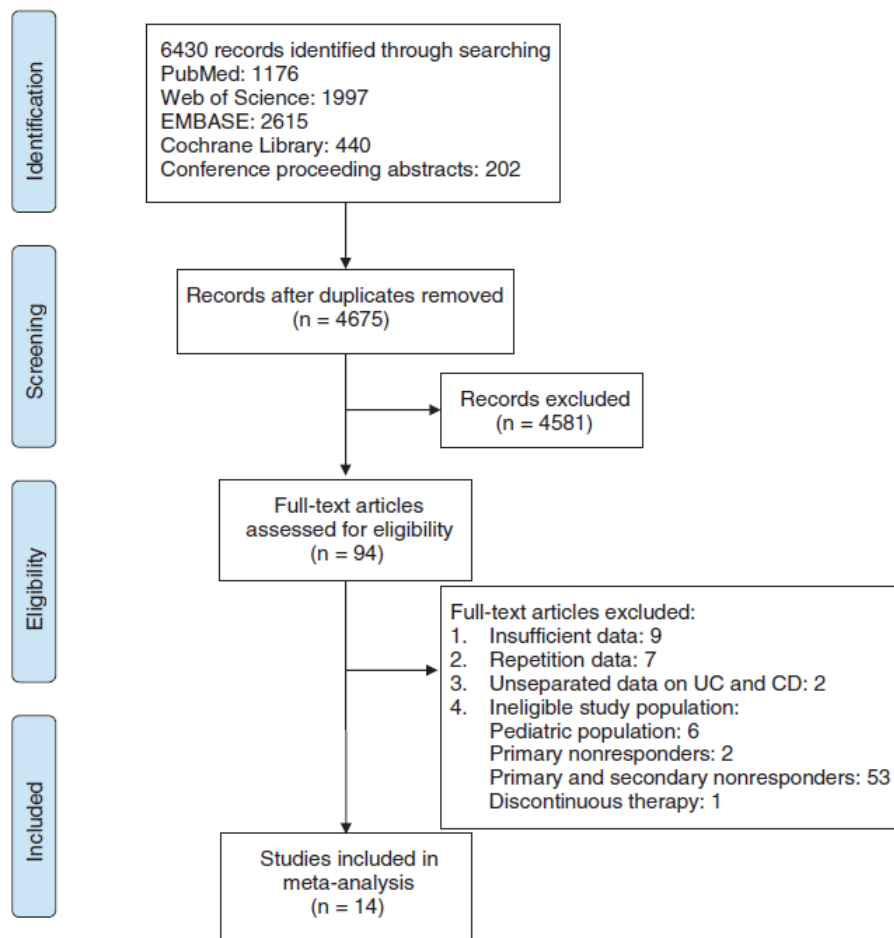 Identification
6430 records identified through searching
PubMed: 1176
Web of Science: 1997
EMBASE: 2615
Cochrane Library: 440
Conference proceeding abstracts: 202
Screening
Records after duplicates removed
(n = 4675)
Records excluded
(n = 4581)
Eligibility
Full-text articles
assessed for eligibility
(n = 94)
Full-text articles excluded:
1. Insufficient data: 9
2. Repetition data: 7
3. Unseparated data on UC and CD: 2
4. Ineligible study population:
Pediatric population: 6
Primary nonresponders: 2
Primary and secondary nonresponders: 53
Discontinuous therapy: 1
Included
Studies included in
meta-analysis
(n = 14)